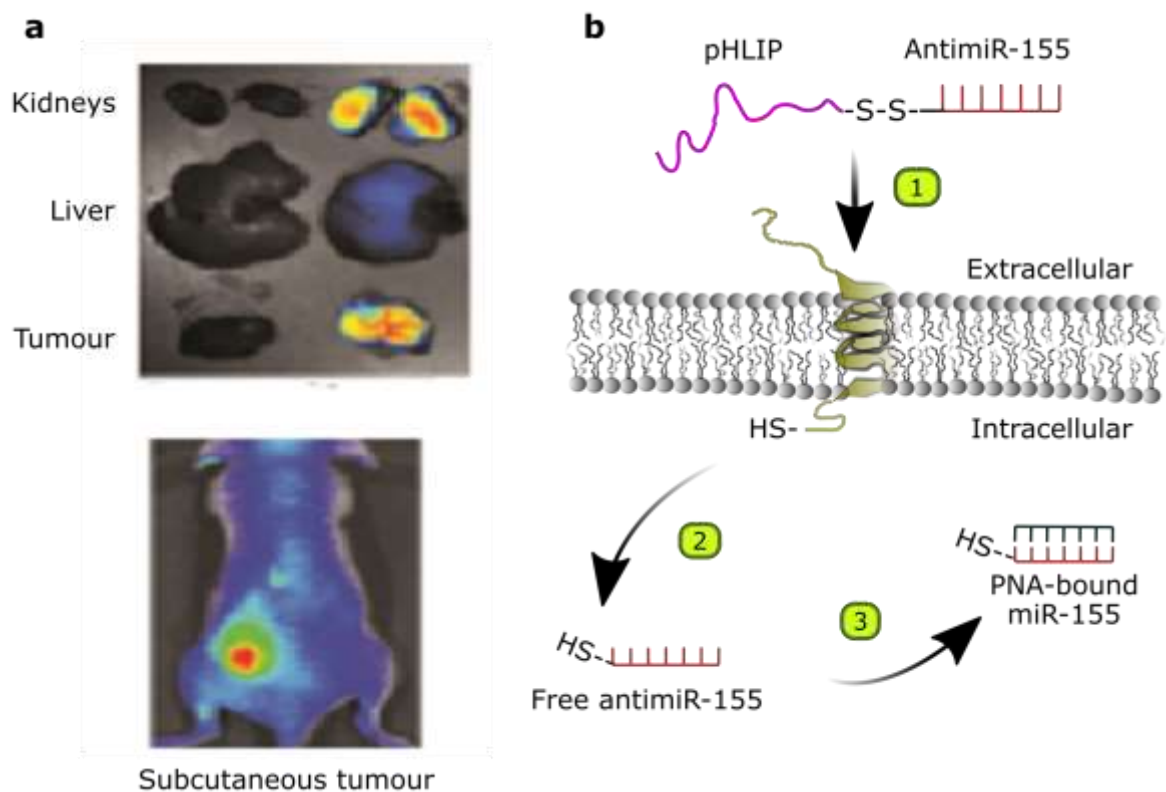 a
Kidneys
Liver
Tumour
Subcutaneous tumour
b
pHLIP
AntimiR-155
-S-S-
1
Extracellular
HS-
Intracellular
2
HS-
Free antimiR-155
3
HS-
PNA-bound
miR-155